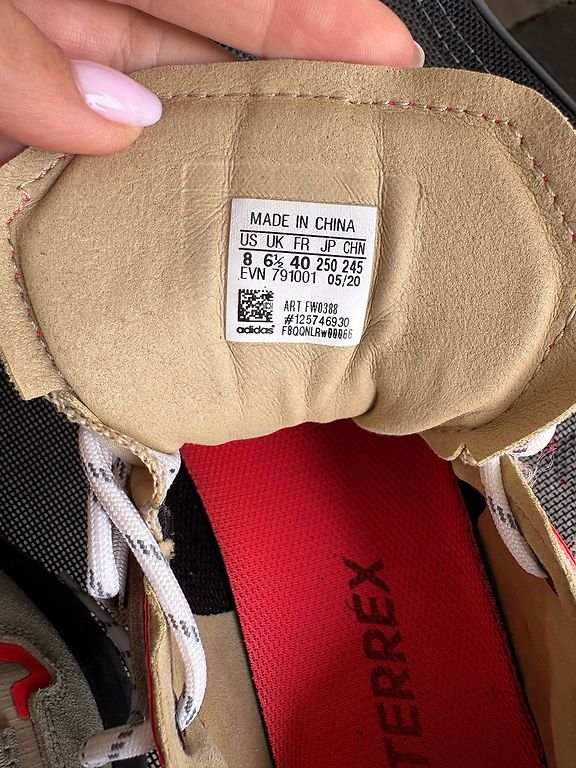 MADE IN CHINA
US UK FR JP CHN
8 6½ 40 250 245
EVN 791001 05/20
ART FW0388
#125746930
adidas® F8QQNLRw00066
TERREX